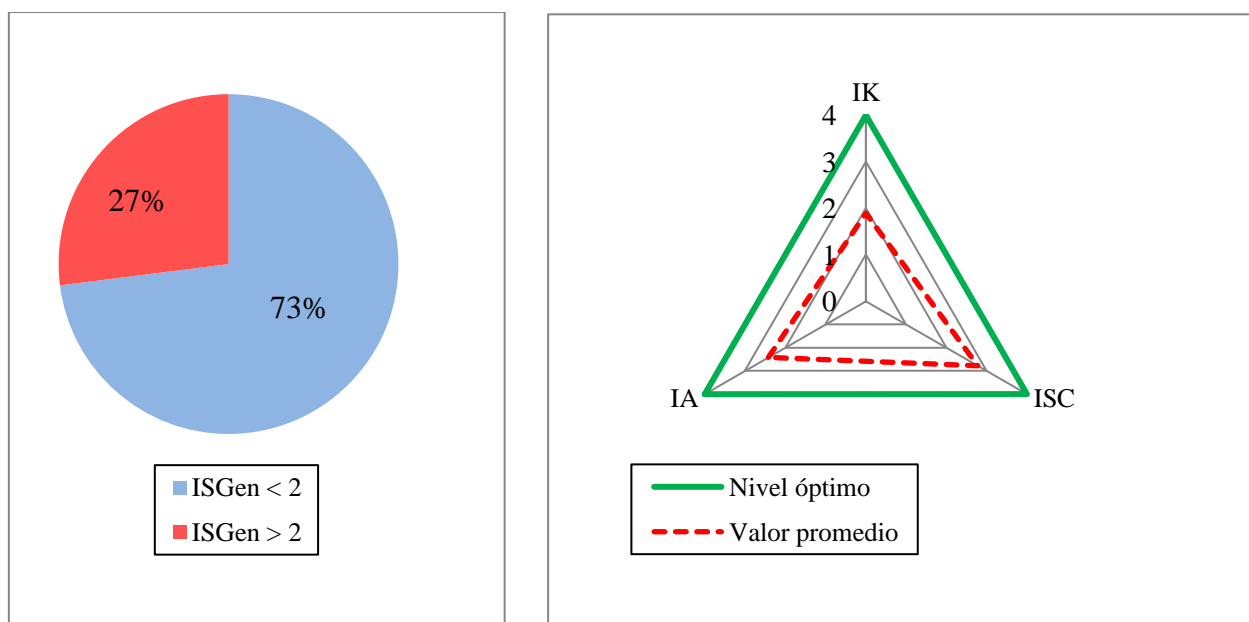 27%
73%
ISGen < 2
ISGen > 2
IK
4
3
2
1
0
IA
ISC
Nivel óptimo
Valor promedio